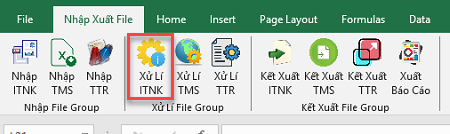 File Nhập Xuất File Home Insert Page Layout Formulas Data
Nhập ITNK Nhập TMS Nhập TTR Xử Lí ITNK Xử Lí TMS Xử Lí TTR Kết Xuất ITNK Kết Xuất TMS Kết Xuất TTR Xuất Báo Cáo
Nhập File Group Xử Lí File Group Kết Xuất File Group